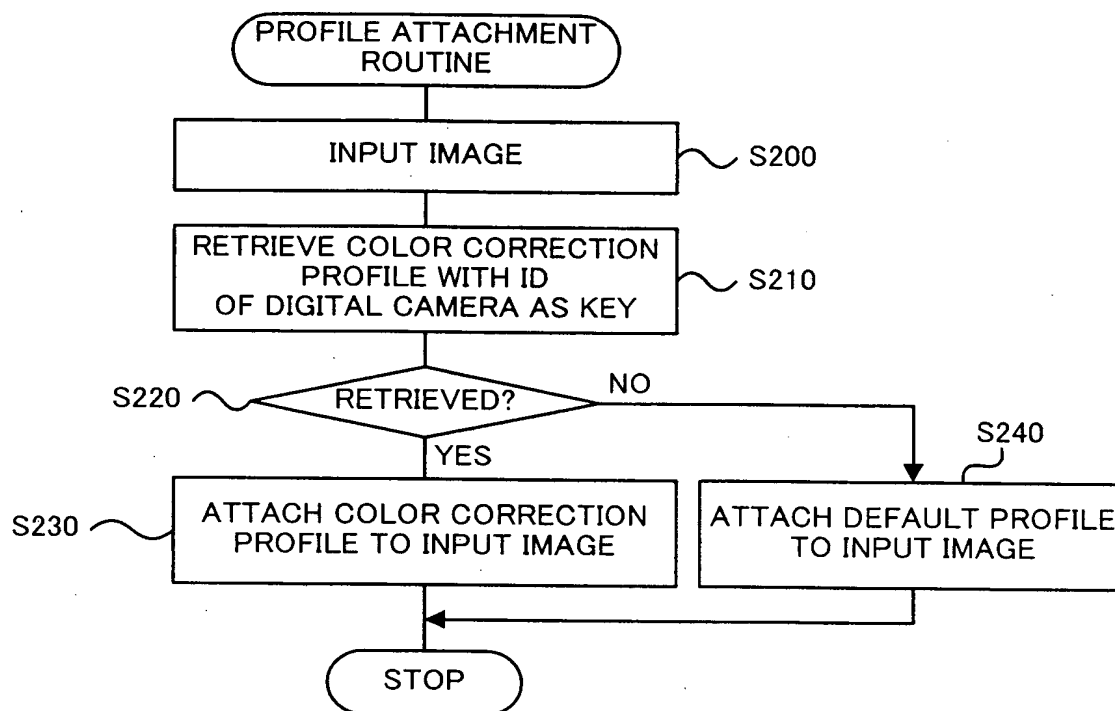 PROFILE ATTACHMENT
ROUTINE
INPUT IMAGE
S200
RETRIEVE COLOR CORRECTION
PROFILE WITH ID
OF DIGITAL CAMERA AS KEY
S210
S220
RETRIEVED?
NO
YES
S240
S230
ATTACH COLOR CORRECTION
PROFILE TO INPUT IMAGE
ATTACH DEFAULT PROFILE
TO INPUT IMAGE
STOP